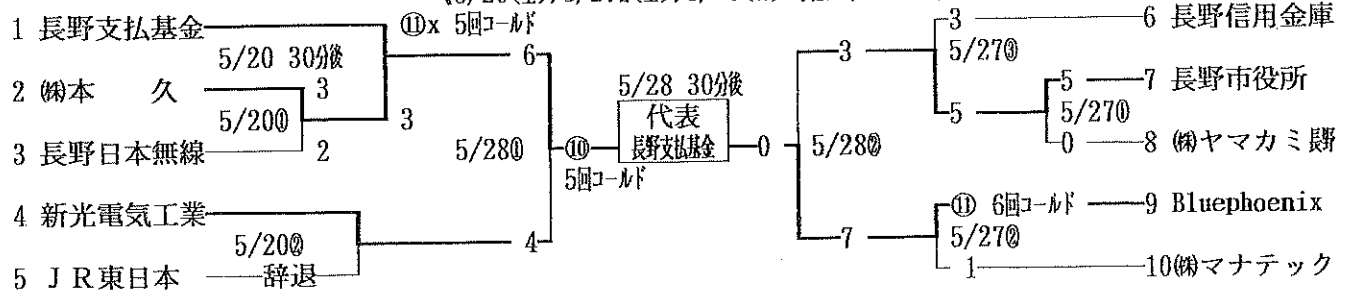 1 長野支払基金 ⑪x 5回コールド 3 6 長野信用金庫
5/20 30分後 6 3 5/27③
2 ㈱本 久 3 5/28 30分後 5 7 長野市役所
5/20① 3 代表 5 5/27①
3 長野日本無線 2 5/28① ⑩ 長野支払基金 0 5/28② 0 8 ㈱ヤマカミ長野
5回コールド
4 新光電気工業 ⑪ 6回コールド 9 Bluephoenix
5/20② 4 7 5/27②
5 JR東日本 辞退 1 10㈱マナテック